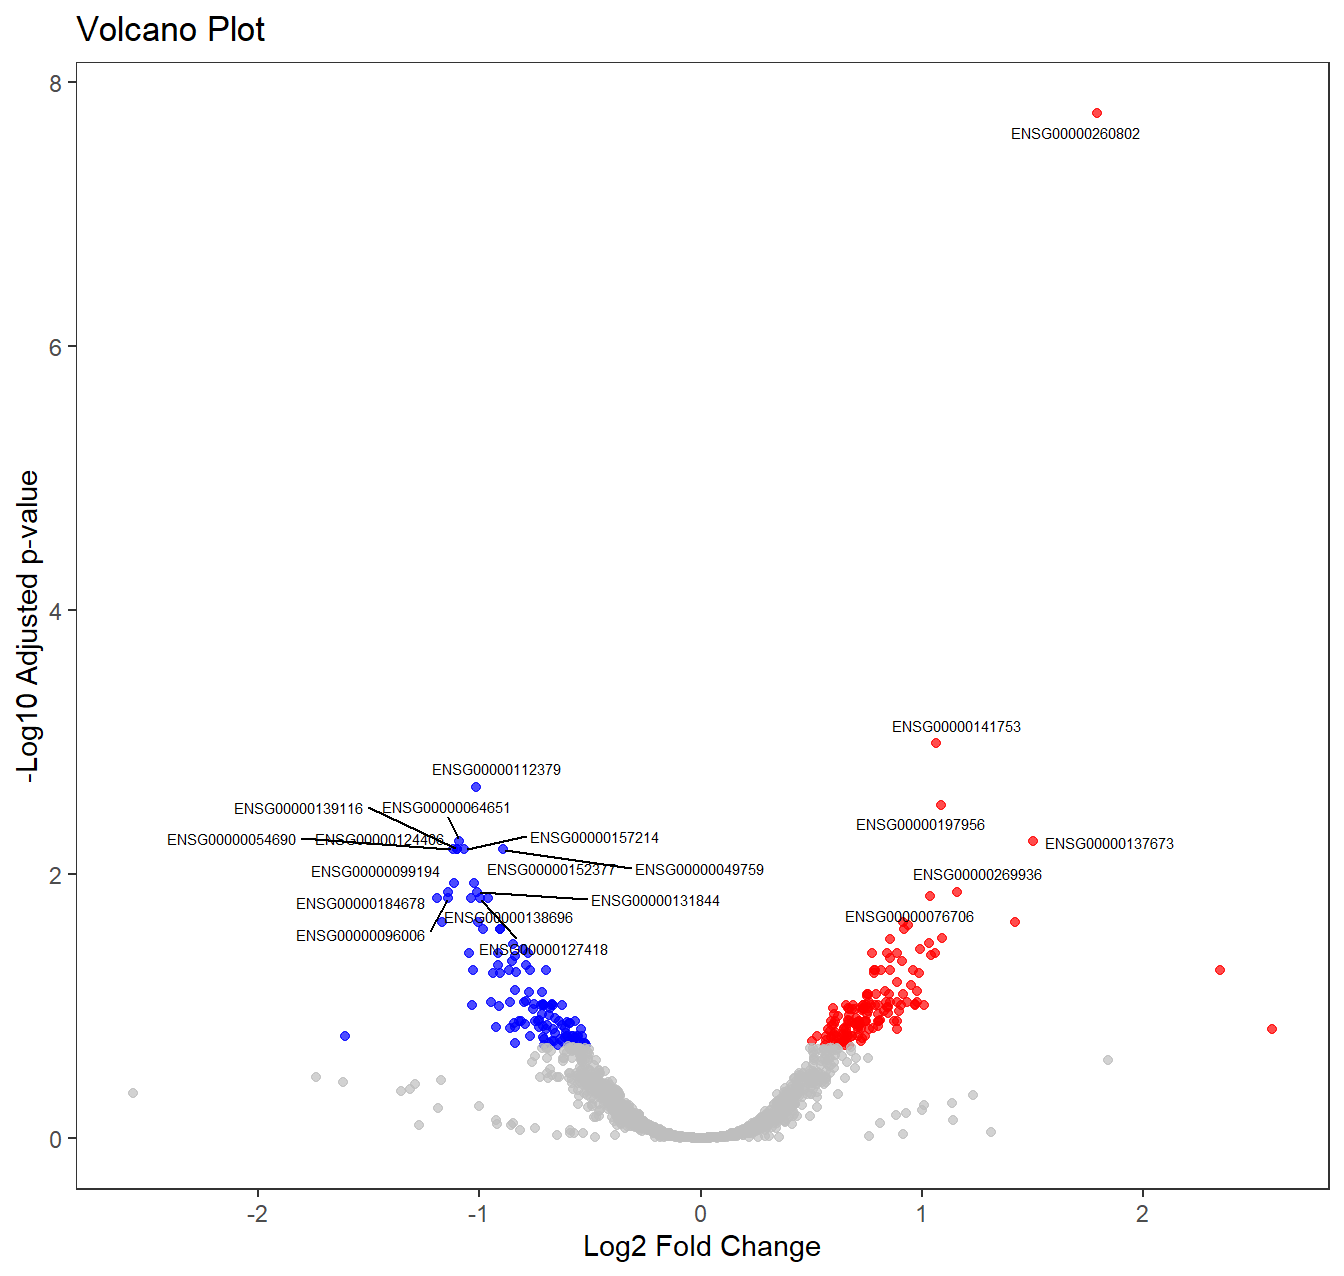 Volcano Plot
8
ENSG00000260802
6
-Log10 Adjusted p-value
4
ENSG00000141753
ENSG00000112379
ENSG00000139116
ENSG00000064651
ENSG00000197956
ENSG00000054690
ENSG00000124406
ENSG00000157214
ENSG00000137673
2
ENSG00000099194
ENSG00000152377
ENSG00000049759
ENSG00000269936
ENSG00000184678
ENSG00000131844
ENSG00000138696
ENSG00000076706
ENSG00000096006
ENSG00000127418
0
-2
-1
0
1
2
Log2 Fold Change